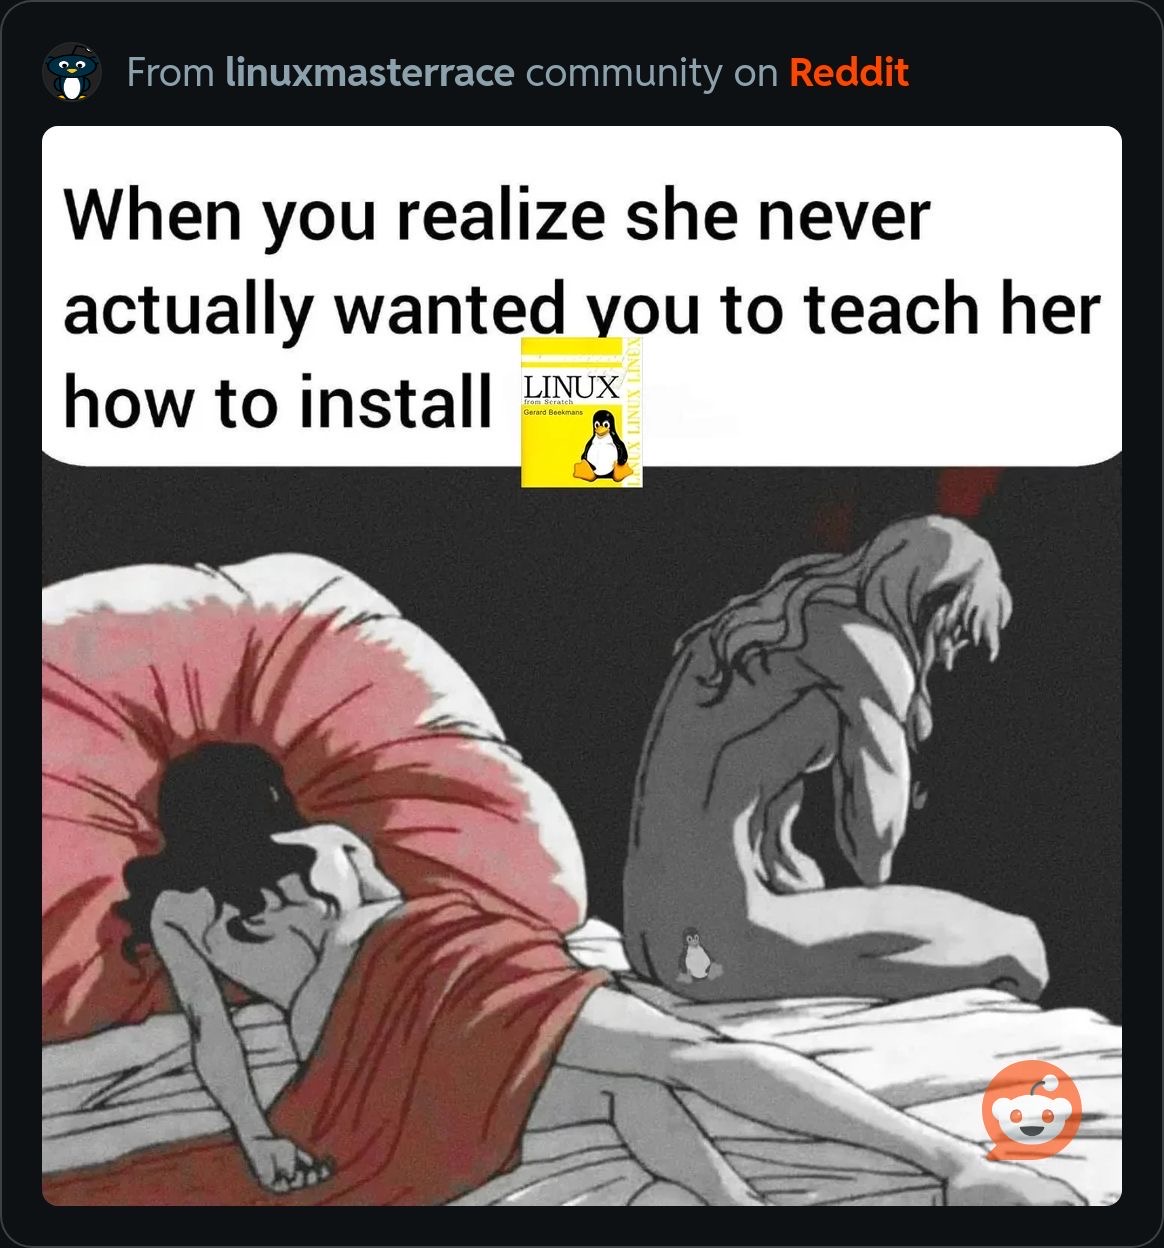 From linuxmasterrace community on Reddit
When you realize she never
actually wanted you to teach her
how to install
LINUX
from Scratch
Gerard Beekmans
LINUX LINUX LINUX